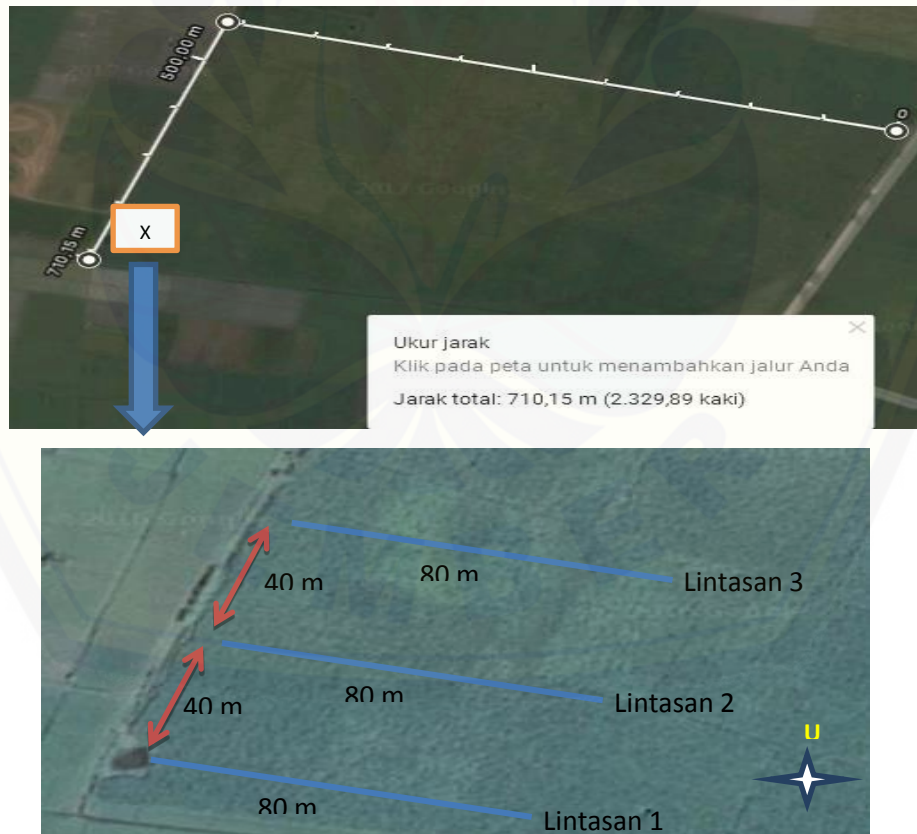 500,00 m
0
710,15 m
x
Ukur jarak
Klik pada peta untuk menambahkan jalur Anda
Jarak total: 710,15 m (2.329,89 kaki)
40 m
80 m
Lintasan 3
40 m
80 m
Lintasan 2
U
80 m
Lintasan 1